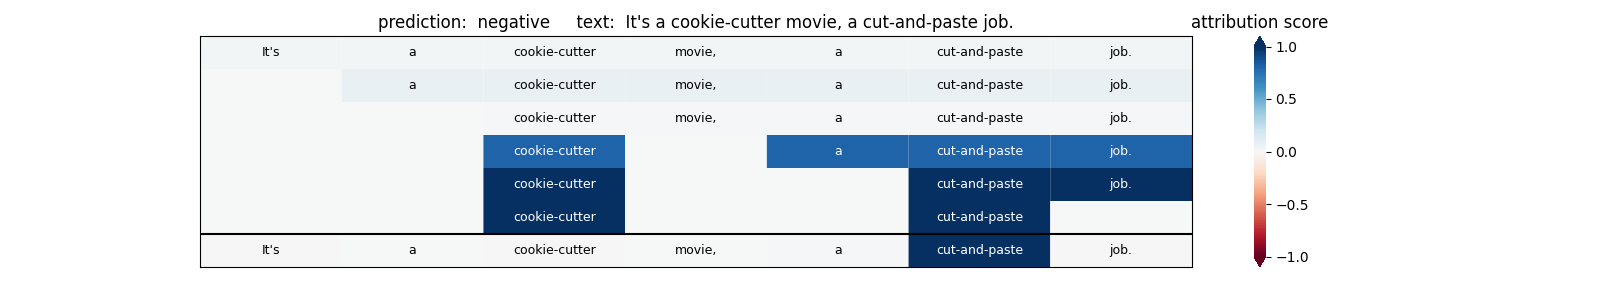 prediction:  negative     text:  It's a cookie-cutter movie, a cut-and-paste job.
attribution score
It's a cookie-cutter movie, a cut-and-paste job.
a cookie-cutter movie, a cut-and-paste job.
cookie-cutter movie, a cut-and-paste job.
cookie-cutter a cut-and-paste job.
cookie-cutter cut-and-paste job.
cookie-cutter cut-and-paste
It's a cookie-cutter movie, a cut-and-paste job.
1.0
0.5
0.0
−0.5
−1.0